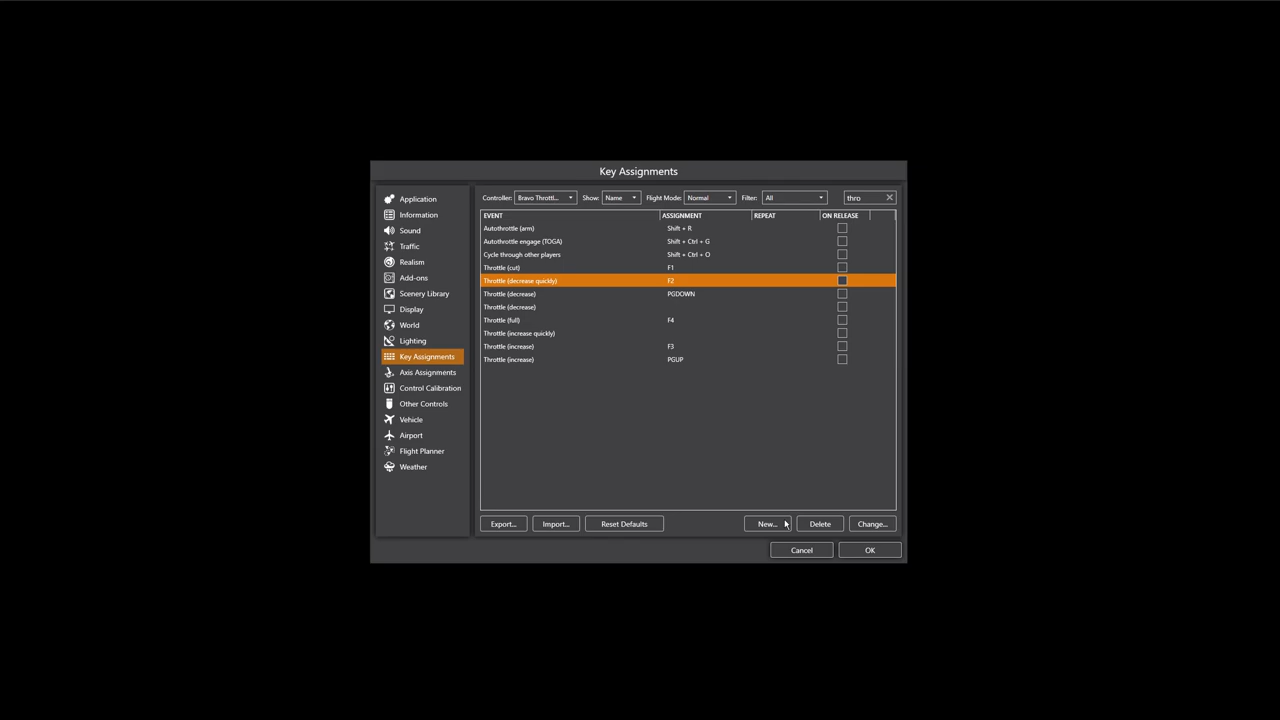 Key Assignments
Application
Information
Sound
Traffic
Realism
Add-ons
Scenery Library
Display
World
Lighting
Key Assignments
Axis Assignments
Control Calibration
Other Controls
Vehicle
Airport
Flight Planner
Weather
Controller: Bravo Throttl... Show: Name Flight Mode: Normal Filter: All thro
EVENT ASSIGNMENT REPEAT ON RELEASE
Autothrottle (arm) Shift + R
Autothrottle engage (TOGA) Shift + Ctrl + G
Cycle through other players Shift + Ctrl + O
Throttle (cut) F1
Throttle (decrease quickly) F2
Throttle (decrease) PGDOWN
Throttle (decrease)
Throttle (full) F4
Throttle (increase quickly)
Throttle (increase) F3
Throttle (increase) PGUP
Export... Import... Reset Defaults New... Delete Change...
Cancel OK